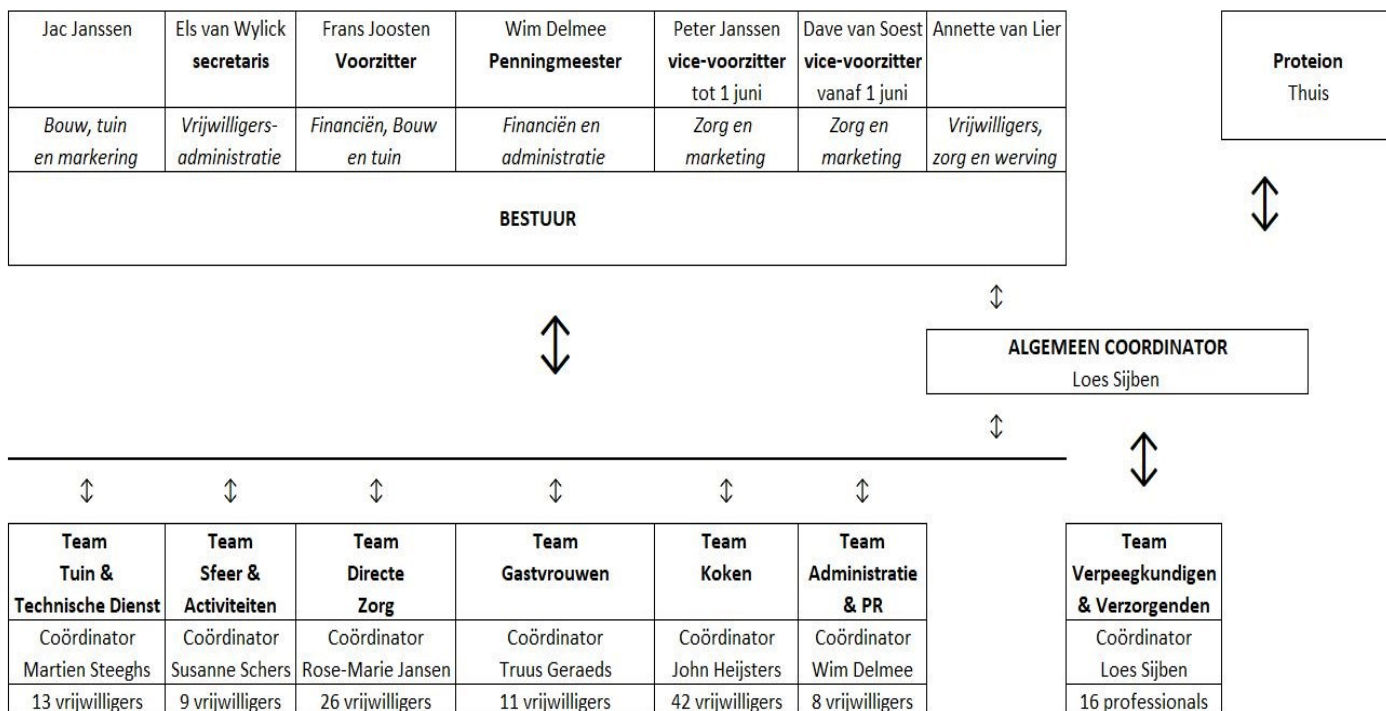 Jac Janssen
Els van Wylick
secretaris
Frans Joosten
Voorzitter
Wim Delmee
Penningmeester
Peter Janssen
vice-voorzitter
tot 1 juni
Dave van Soest
vice-voorzitter
vanaf 1 juni
Annette van Lier
Proteion
Thuis
Bouw, tuin
en markering
Vrijwilligers-
administratie
Financiën, Bouw
en tuin
Financiën en
administratie
Zorg en
marketing
Zorg en
marketing
Vrijwilligers,
zorg en werving
BESTUUR
ALGEMEEN COORDINATOR
Loes Sijben
Team
Tuin &
Technische Dienst
Coördinator
Martien Steeghs
13 vrijwilligers
Team
Sfeer &
Activiteiten
Coördinator
Susanne Schers
9 vrijwilligers
Team
Directe
Zorg
Coördinator
Rose-Marie Jansen
26 vrijwilligers
Team
Gastvrouwen
Coördinator
Truus Geraeds
11 vrijwilligers
Team
Koken
Coördinator
John Heijsters
42 vrijwilligers
Team
Administratie
& PR
Coördinator
Wim Delmee
8 vrijwilligers
Team
Verpeegkundigen
& Verzorgenden
Coördinator
Loes Sijben
16 professionals